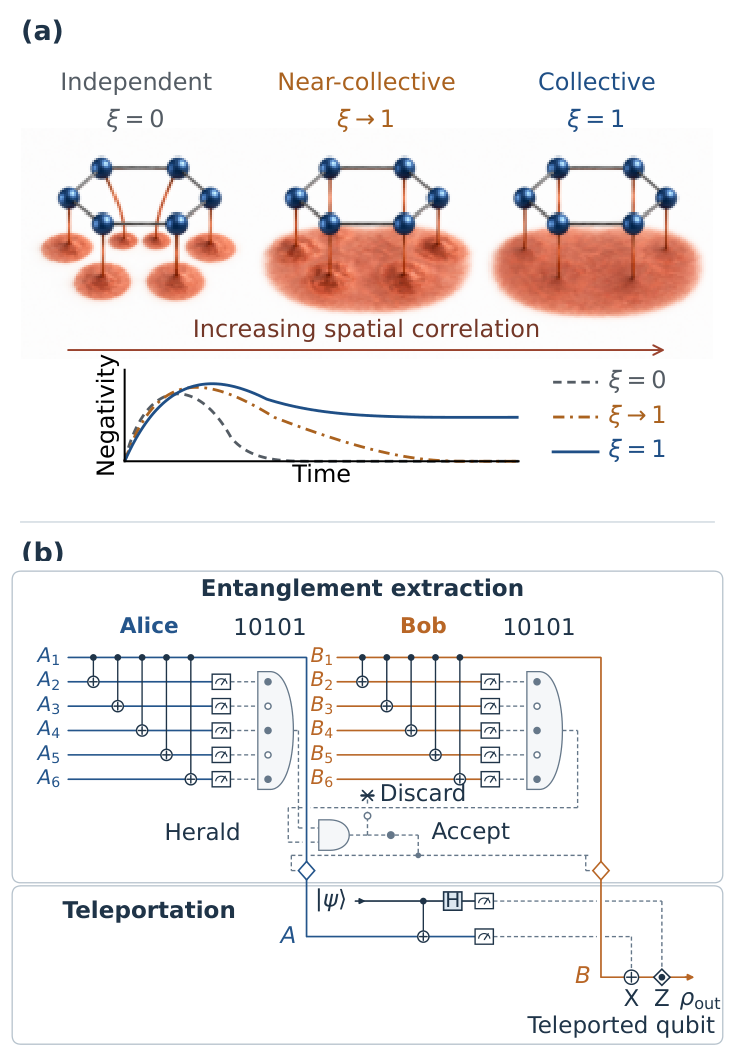 (a)
Independent Near-collective Collective
ξ = 0 ξ → 1 ξ = 1
Increasing spatial correlation
Negativity
Time
ξ = 0
ξ → 1
ξ = 1
(b)
Entanglement extraction
Alice 10101 Bob 10101
A₁ B₁
A₂ B₂
A₃ B₃
A₄ B₄
A₅ B₅
A₆ B₆
Discard
Herald Accept
Teleportation
|ψ⟩ H
A
B
X Z ρout
Teleported qubit